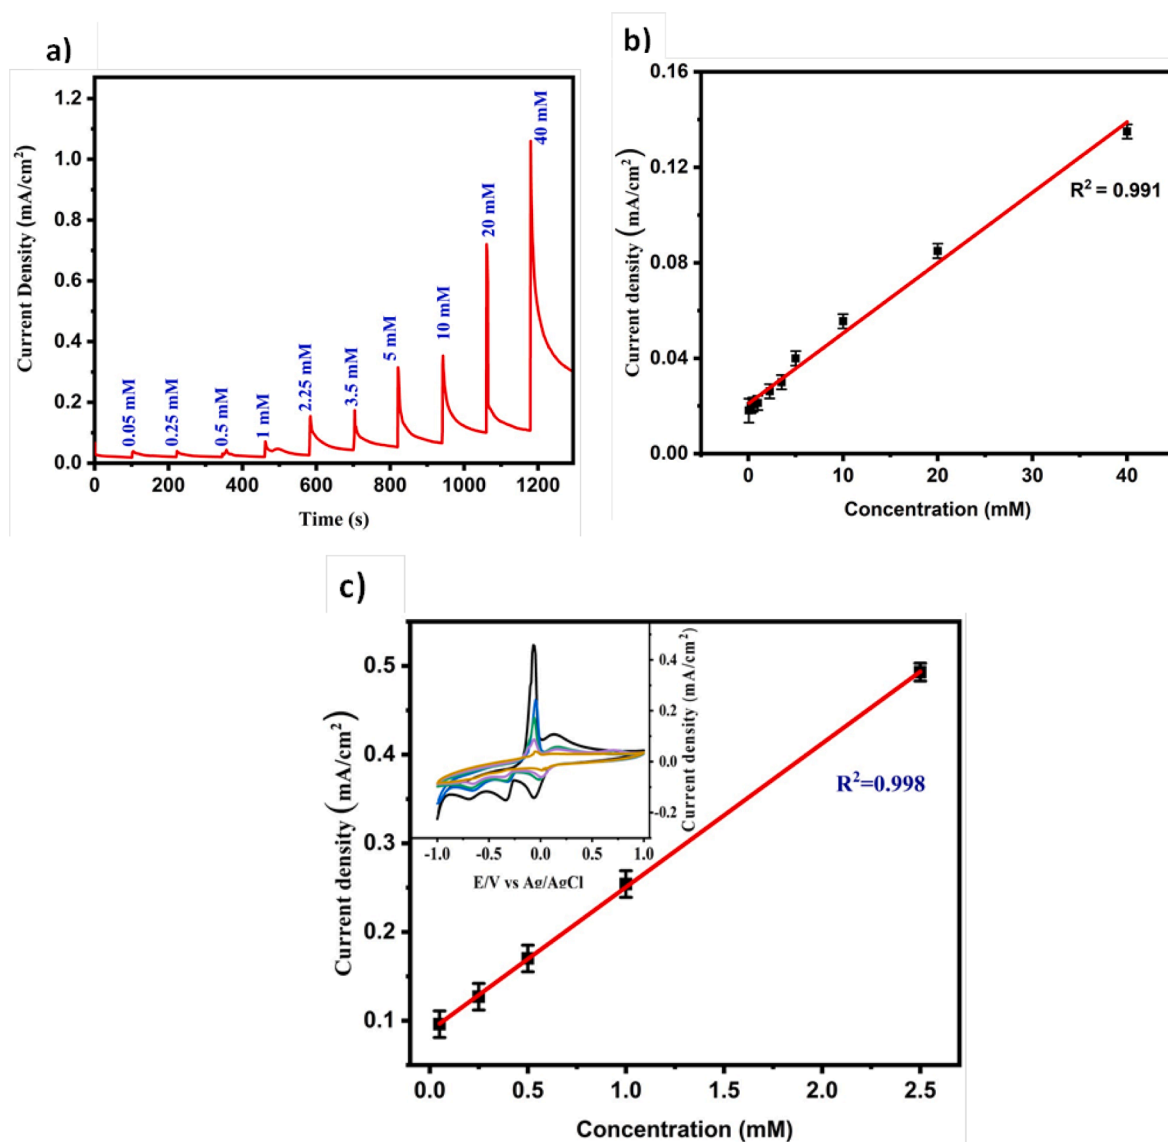 a)
1.2
1.0
0.8
0.6
0.4
0.2
0.0
Current Density (mA/cm²)
0.05 mM
0.25 mM
0.5 mM
1 mM
2.25 mM
3.5 mM
5 mM
10 mM
20 mM
40 mM
0 200 400 600 800 1000 1200
Time (s)
b)
0.16
0.12
0.08
0.04
0.00
Current density (mA/cm²)
R² = 0.991
0 10 20 30 40
Concentration (mM)
c)
0.5
0.4
0.3
0.2
0.1
Current density (mA/cm²)
0.4
0.2
0.0
-0.2
Current density (mA/cm²)
-1.0 -0.5 0.0 0.5 1.0
E/V vs Ag/AgCl
R²=0.998
0.0 0.5 1.0 1.5 2.0 2.5
Concentration (mM)